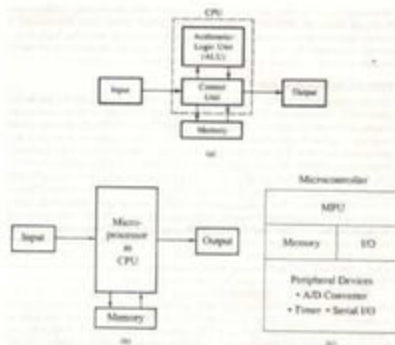 CPU
Arithmetic
Logic Unit
(ALU)
Input
Control
Unit
Output
Memory
(a)
Microcontroller
Input
Micro-
processor
as
CPU
Output
Memory
(b)
MPU
Memory
I/O
Peripheral Devices
• A/D Converter
• Timer • Serial I/O
(c)